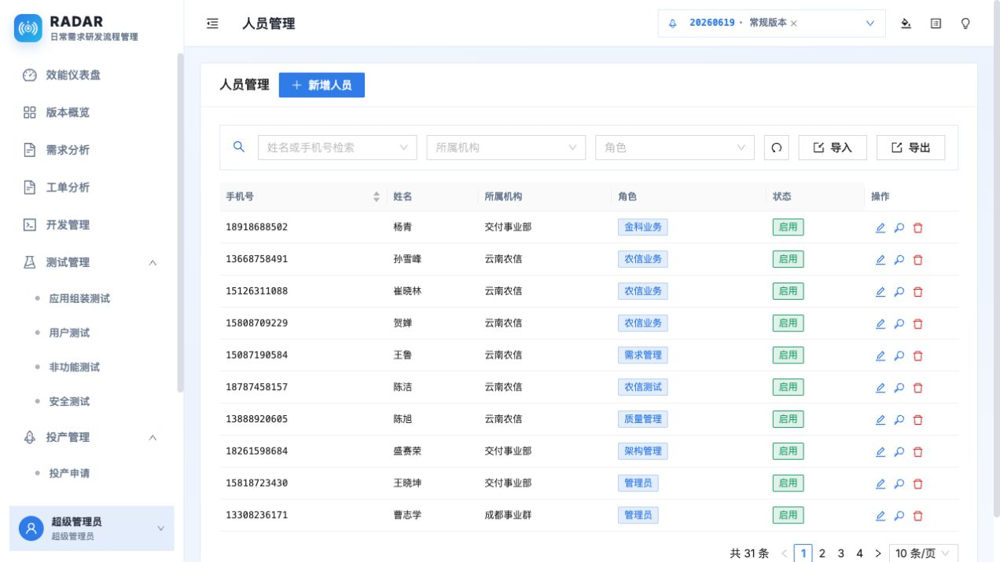 RADAR
日常需求研发流程管理
效能仪表盘
版本概览
需求分析
工单分析
开发管理
测试管理
应用组装测试
用户测试
非功能测试
安全测试
投产管理
投产申请
超级管理员
超级管理员
人员管理
20260619 · 常规版本
人员管理 新增人员
姓名或手机号检索 所属机构 角色 导入 导出
手机号 姓名 所属机构 角色 状态 操作
18918688502 杨青 交付事业部 金科业务 启用
13668758491 孙雪峰 云南农信 农信业务 启用
15126311088 崔晓林 云南农信 农信业务 启用
15808709229 贺婵 云南农信 农信业务 启用
15087190584 王鲁 云南农信 需求管理 启用
18787458157 陈洁 云南农信 农信测试 启用
13888920605 陈旭 云南农信 质量管理 启用
18261598684 盛赛荣 交付事业部 架构管理 启用
15818723430 王晓坤 交付事业部 管理员 启用
13308236171 曹志学 成都事业群 管理员 启用
共 31 条 < 1 2 3 4 > 10 条/页